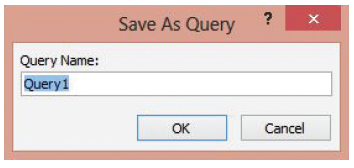 Save As Query ? ×
Query Name:
Query1
OK Cancel